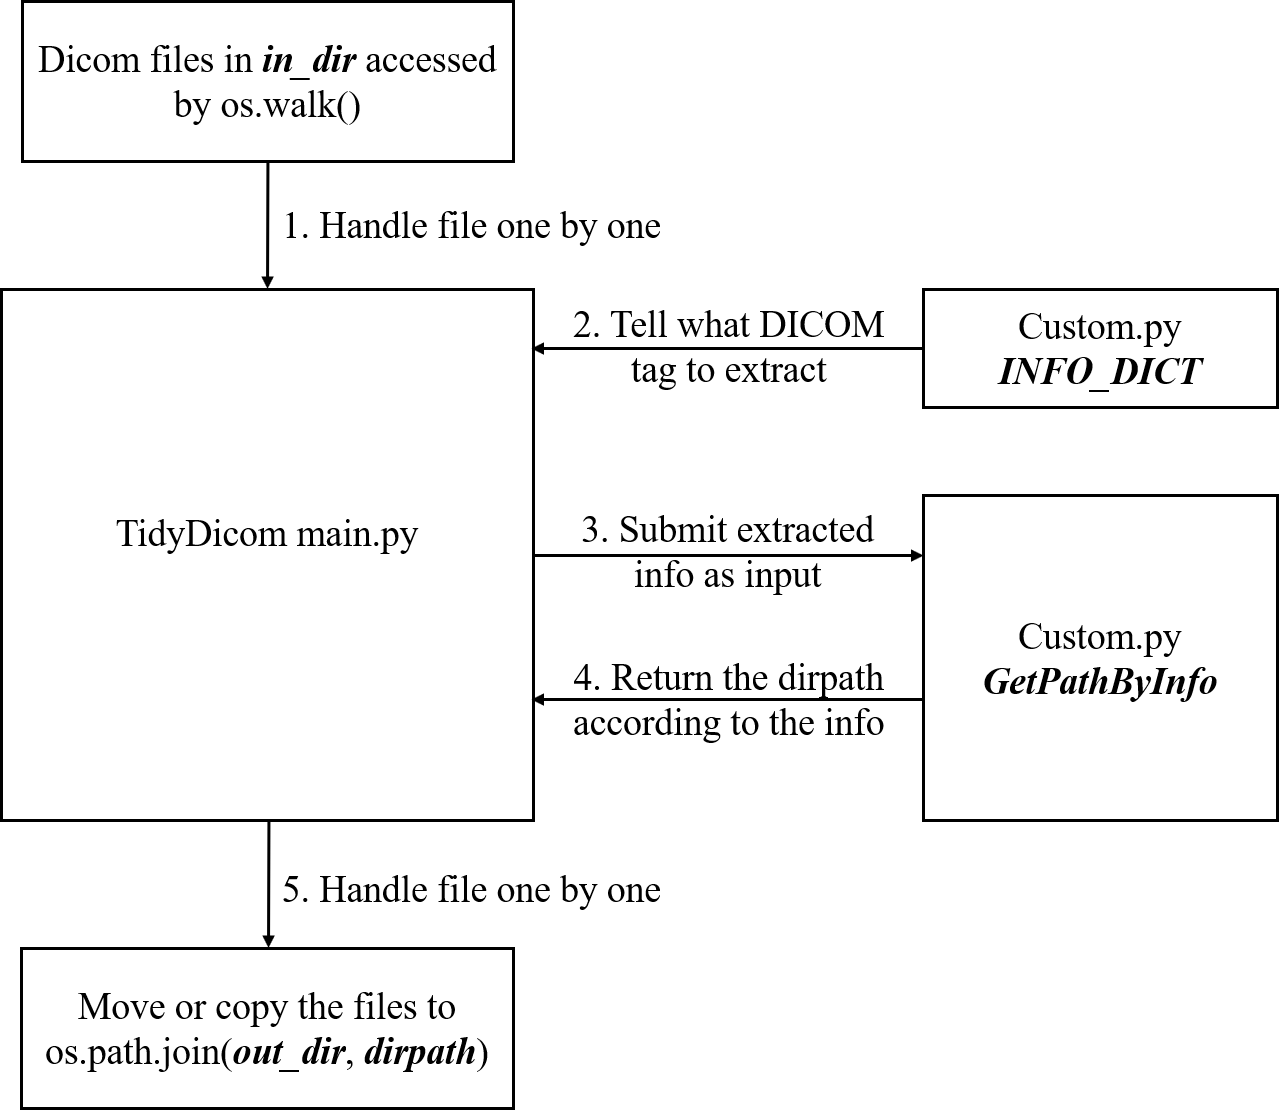 Dicom files in in_dir accessed
by os.walk()
1. Handle file one by one
2. Tell what DICOM
tag to extract
Custom.py
INFO_DICT
TidyDicom main.py
3. Submit extracted
info as input
Custom.py
GetPathByInfo
4. Return the dirpath
according to the info
5. Handle file one by one
Move or copy the files to
os.path.join(out_dir, dirpath)